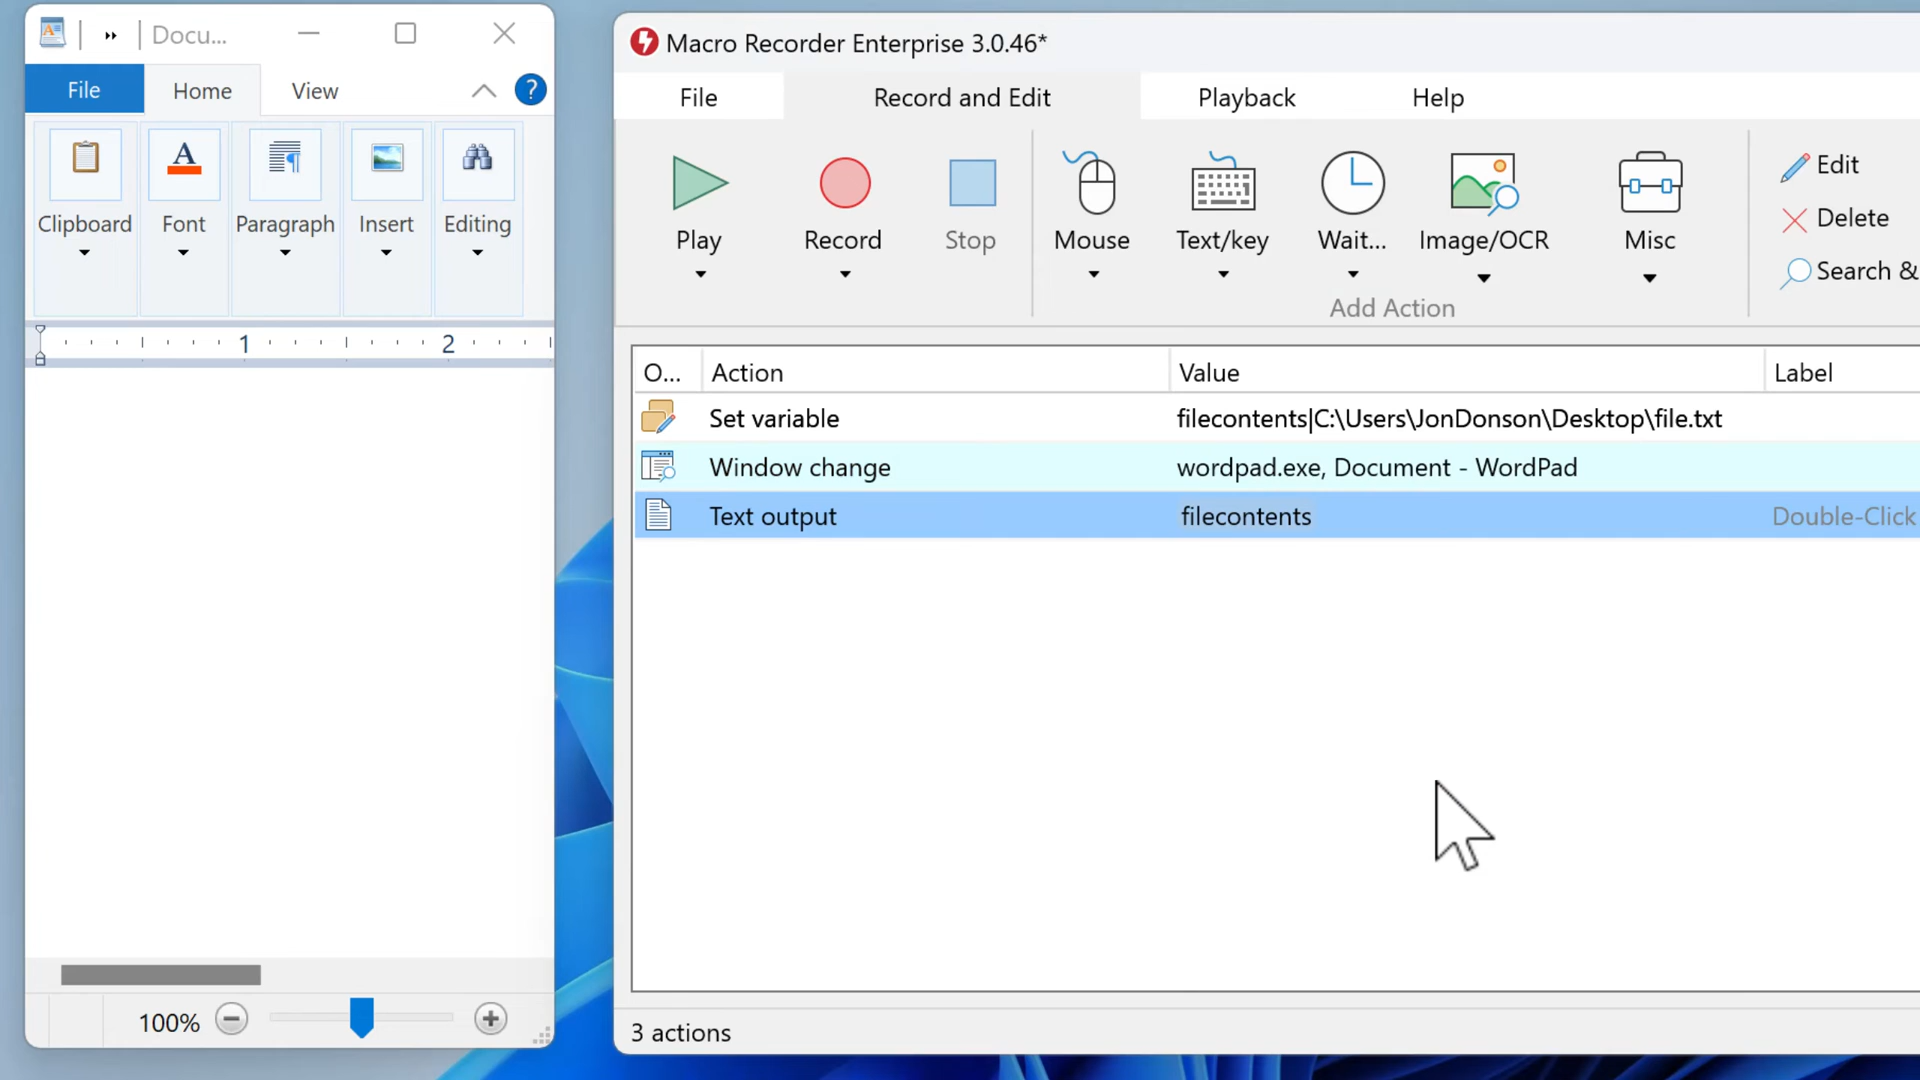 Docu...
File Home View
?
Clipboard Font Paragraph Insert Editing
1 2
100%
Macro Recorder Enterprise 3.0.46*
File Record and Edit Playback Help
Play Record Stop Mouse Text/key Wait... Image/OCR Misc
Add Action
Edit
Delete
Search &
O... Action Value Label
Set variable filecontents|C:\Users\JonDonson\Desktop\file.txt
Window change wordpad.exe, Document - WordPad
Text output filecontents Double-Click
3 actions